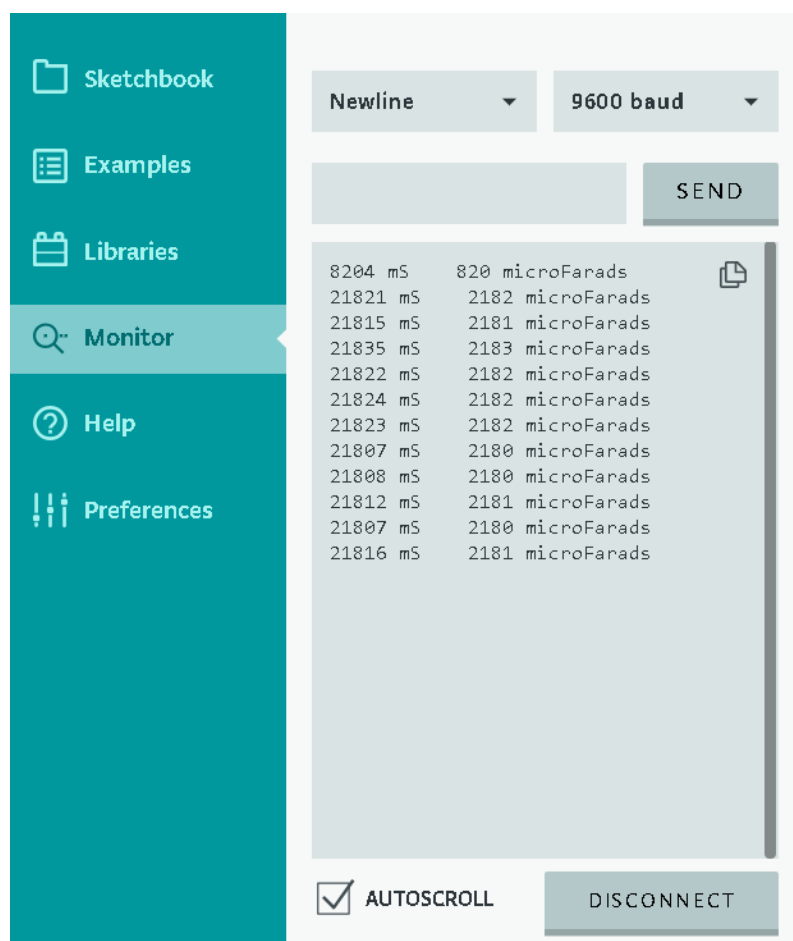 Sketchbook
Examples
Libraries
Monitor
Help
Preferences
Newline
9600 baud
SEND
8204 mS 820 microFarads
21821 mS 2182 microFarads
21815 mS 2181 microFarads
21835 mS 2183 microFarads
21822 mS 2182 microFarads
21824 mS 2182 microFarads
21823 mS 2182 microFarads
21807 mS 2180 microFarads
21808 mS 2180 microFarads
21812 mS 2181 microFarads
21807 mS 2180 microFarads
21816 mS 2181 microFarads
AUTOSCROLL
DISCONNECT